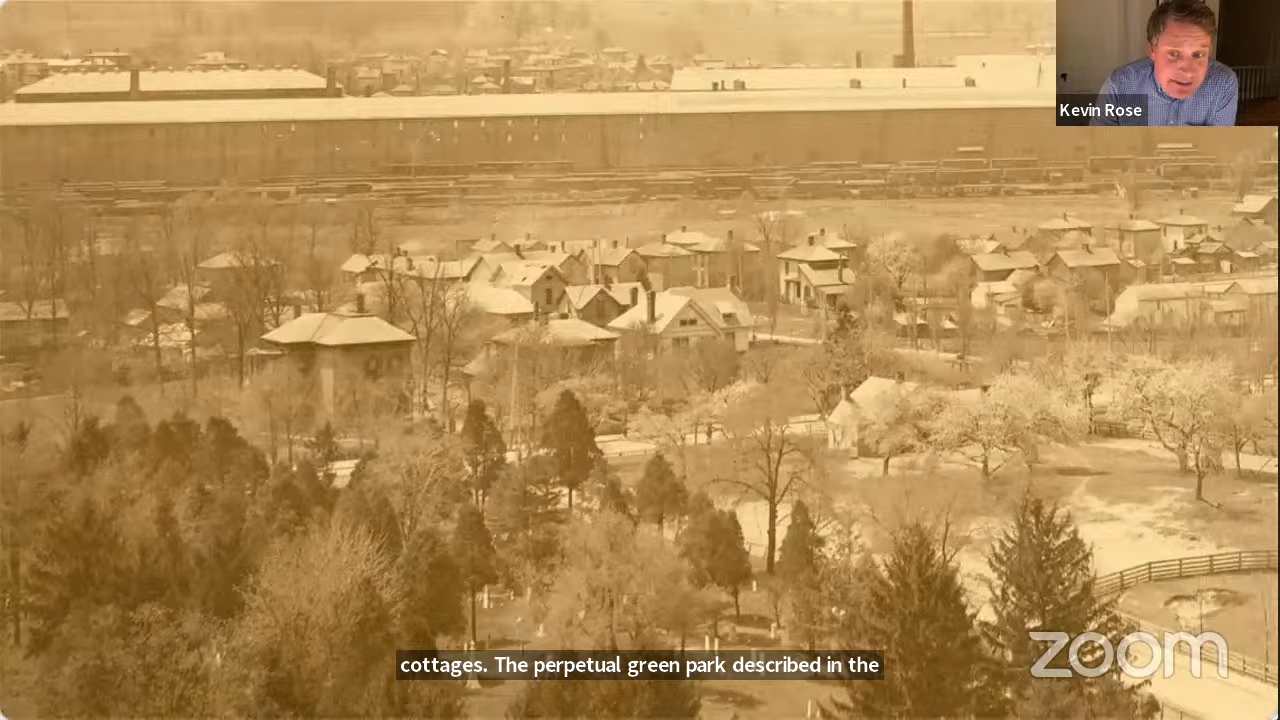 Kevin Rose
cottages. The perpetual green park described in the
zoom